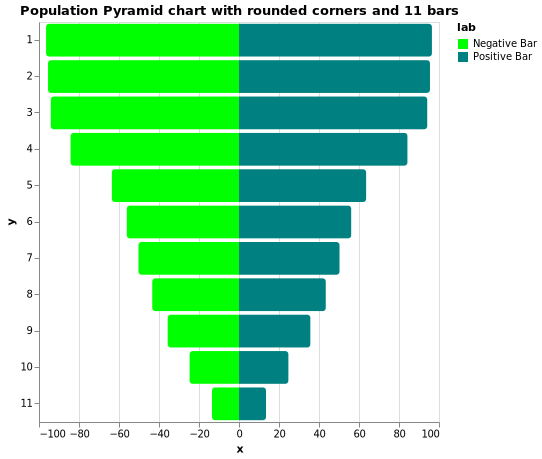 Population Pyramid chart with rounded corners and 11 bars
lab
Negative Bar
Positive Bar
y
1
2
3
4
5
6
7
8
9
10
11
−100 −80 −60 −40 −20 0 20 40 60 80 100
x